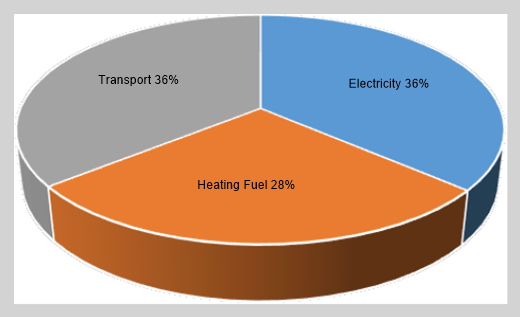 Transport 36%
Electricity 36%
Heating Fuel 28%